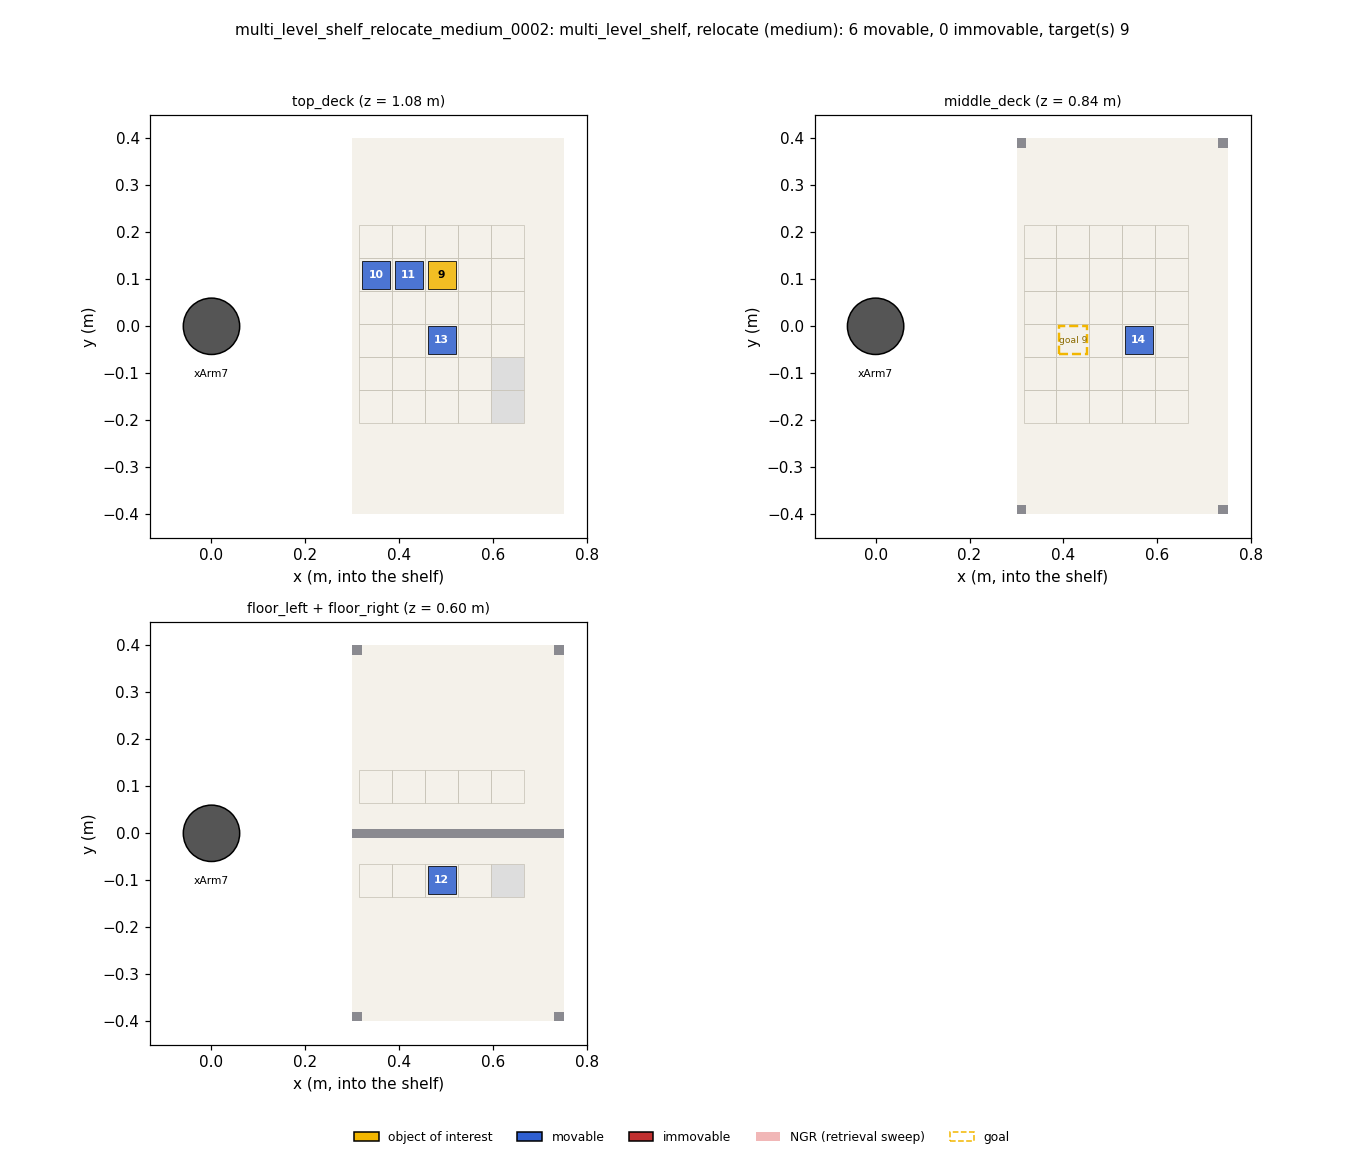 multi_level_shelf_relocate_medium_0002: multi_level_shelf, relocate (medium): 6 movable, 0 immovable, target(s) 9
top_deck (z = 1.08 m)
0.4
0.3
0.2
0.1
0.0
−0.1
−0.2
−0.3
−0.4
y (m)
10
11
9
13
xArm7
0.0
0.2
0.4
0.6
0.8
x (m, into the shelf)
middle_deck (z = 0.84 m)
0.4
0.3
0.2
0.1
0.0
−0.1
−0.2
−0.3
−0.4
y (m)
goal 9
14
xArm7
0.0
0.2
0.4
0.6
0.8
x (m, into the shelf)
floor_left + floor_right (z = 0.60 m)
0.4
0.3
0.2
0.1
0.0
−0.1
−0.2
−0.3
−0.4
y (m)
12
xArm7
0.0
0.2
0.4
0.6
0.8
x (m, into the shelf)
object of interest
movable
immovable
NGR (retrieval sweep)
goal